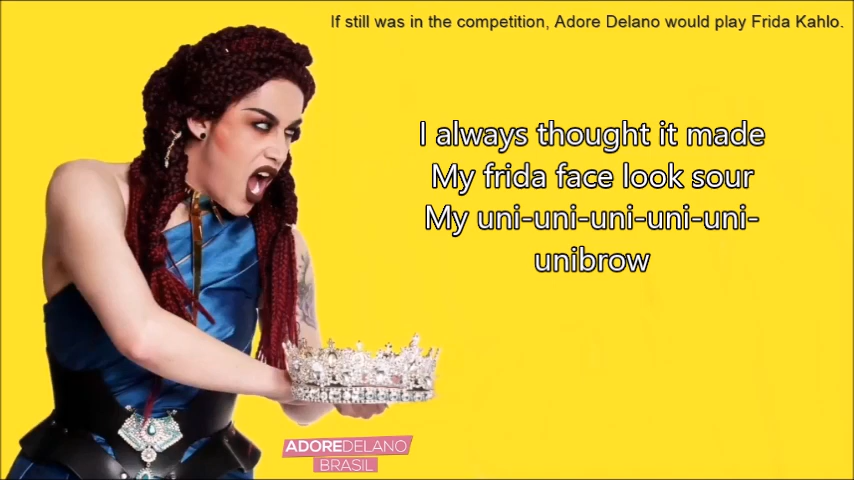 If still was in the competition, Adore Delano would play Frida Kahlo.
I always thought it made
My frida face look sour
My uni-uni-uni-uni-uni-
unibrow
ADOREDELANO
BRASIL